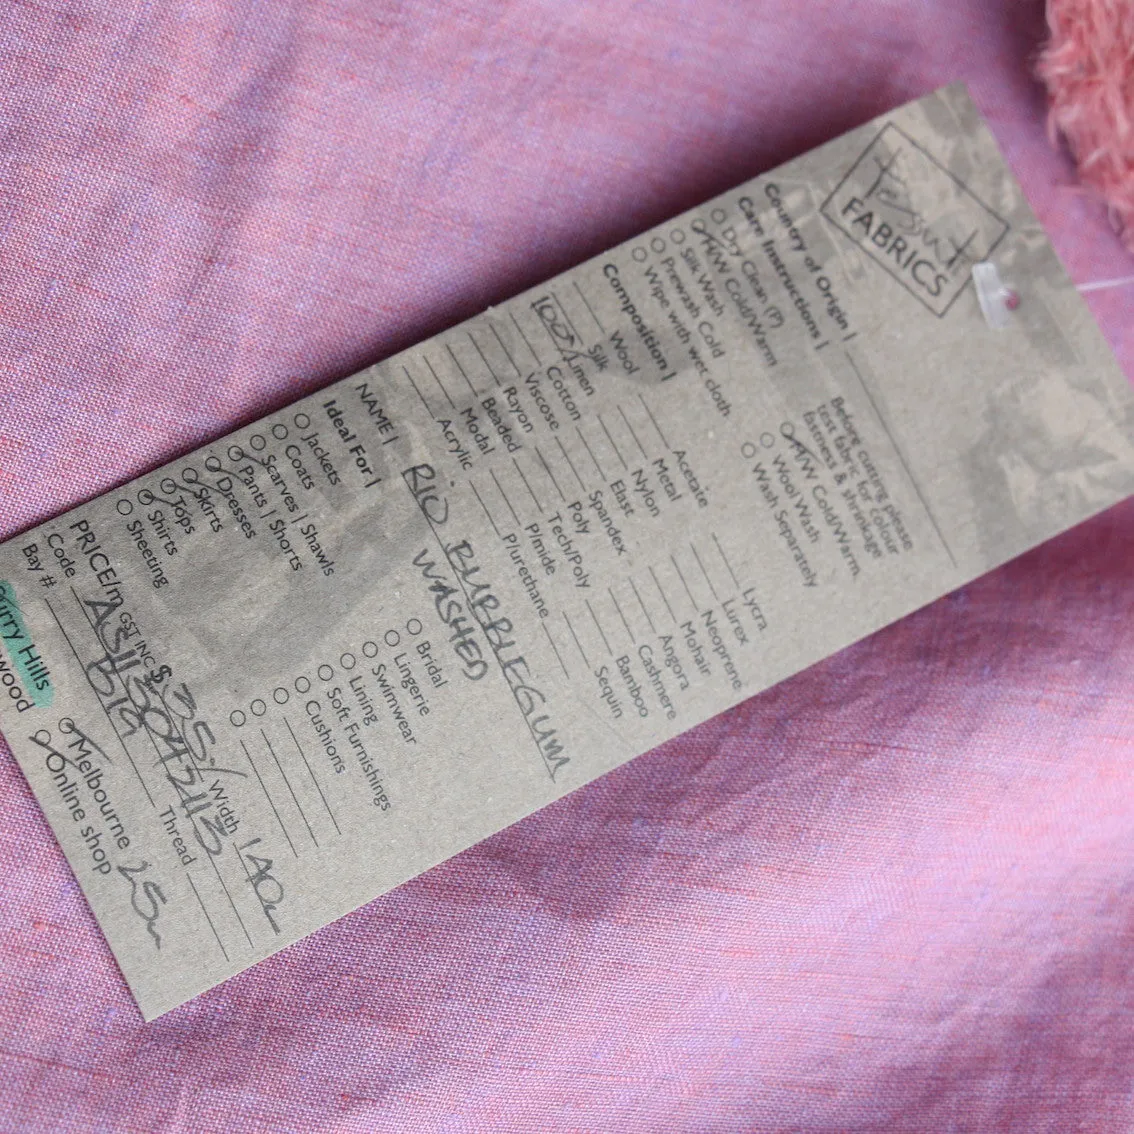 Tessuti
FABRICS
Country of Origin |
Care Instructions |
Dry Clean (P)
H/W Cold/Warm
Silk Wash
Prewash Cold
Wipe with wet cloth
Before cutting please
test fabric for colour
fastness & shrinkage
H/W Cold/Warm
Wool Wash
Wash Separately
Composition |
Wool
Silk
100% Linen
Cotton
Viscose
Rayon
Beaded
Modal
Acrylic
Acetate
Metal
Nylon
Elast
Spandex
Poly
Tech/Poly
P/mide
P/urethane
Lycra
Lurex
Neoprene
Mohair
Angora
Cashmere
Bamboo
Sequin
NAME | RIO BUBBLEGUM
WASHED
Ideal For |
Jackets
Coats
Scarves | Shawls
Pants | Shorts
Dresses
Skirts
Tops
Shirts
Sheeting
Bridal
Lingerie
Swimwear
Lining
Soft Furnishings
Cushions
PRICE/m GST INC $ 35.- Width 140
Code
Bay # Thread
urry Hills
wood
Melbourne 25m
Online shop